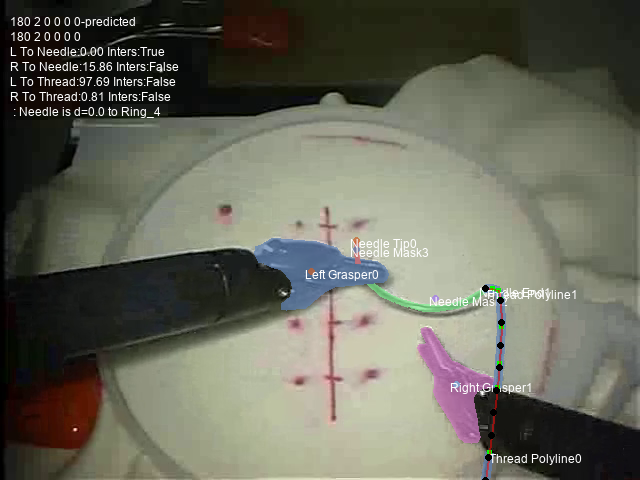 180 2 0 0 0 0-predicted
180 2 0 0 0 0
L To Needle:0.00 Inters:True
R To Needle:15.86 Inters:False
L To Thread:97.69 Inters:False
R To Thread:0.81 Inters:False
: Needle is d=0.0 to Ring_4
Needle Tip0
Needle Mask3
Left Grasper0
Needle End1
Thread Polyline1
Right Grasper1
Thread Polyline0